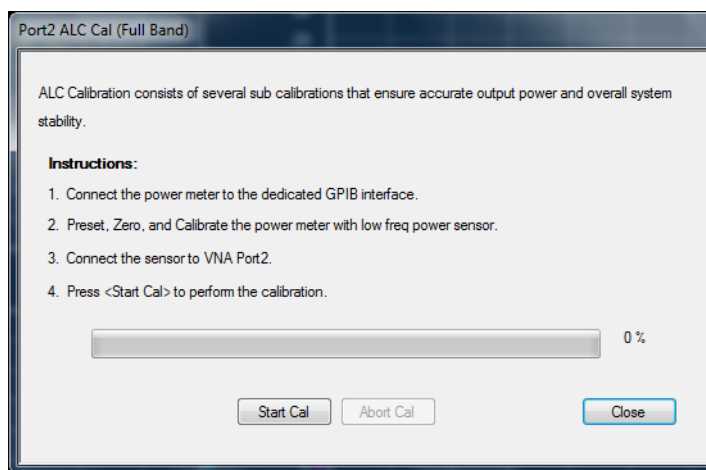 Port2 ALC Cal (Full Band)
ALC Calibration consists of several sub calibrations that ensure accurate output power and overall system
stability.
Instructions:
1. Connect the power meter to the dedicated GPIB interface.
2. Preset, Zero, and Calibrate the power meter with low freq power sensor.
3. Connect the sensor to VNA Port2.
4. Press <Start Cal> to perform the calibration.
0 %
Start Cal Abort Cal Close